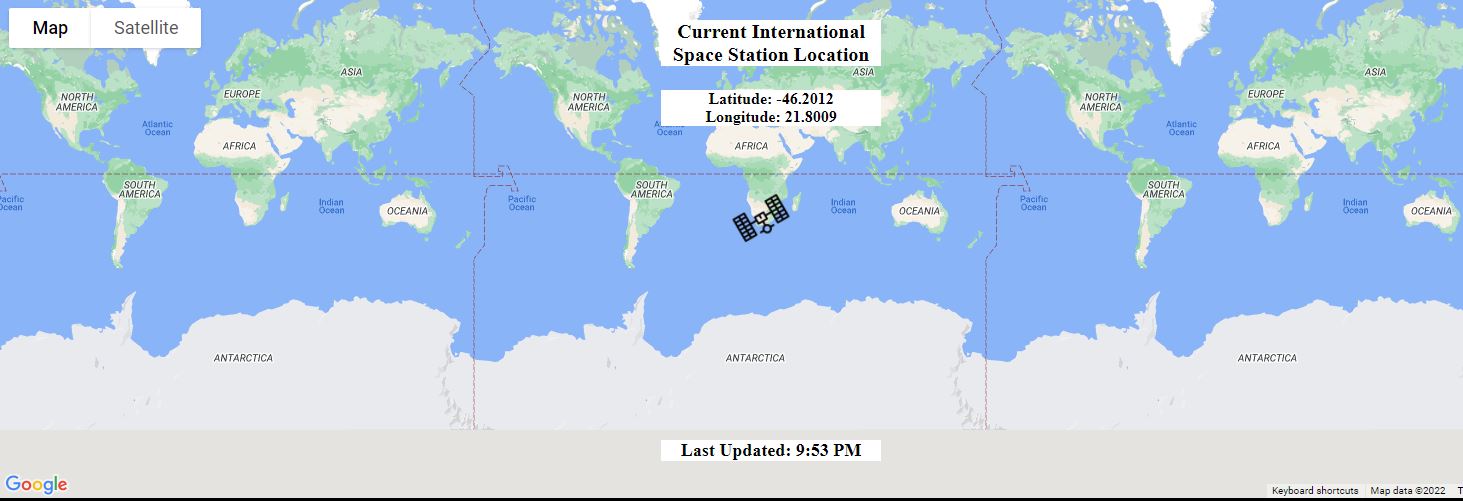 Map
Satellite
Current International
Space Station Location
Latitude: -46.2012
Longitude: 21.8009
NORTH
AMERICA
EUROPE
ASIA
Atlantic
Ocean
AFRICA
SOUTH
AMERICA
Pacific
Ocean
Indian
Ocean
OCEANIA
ANTARCTICA
NORTH
AMERICA
ASIA
AFRICA
SOUTH
AMERICA
Pacific
Ocean
Indian
Ocean
OCEANIA
ANTARCTICA
NORTH
AMERICA
EUROPE
ASIA
Atlantic
Ocean
AFRICA
SOUTH
AMERICA
Pacific
Ocean
Indian
Ocean
OCEANIA
ANTARCTICA
Last Updated: 9:53 PM
Google
Keyboard shortcuts
Map data ©2022
T